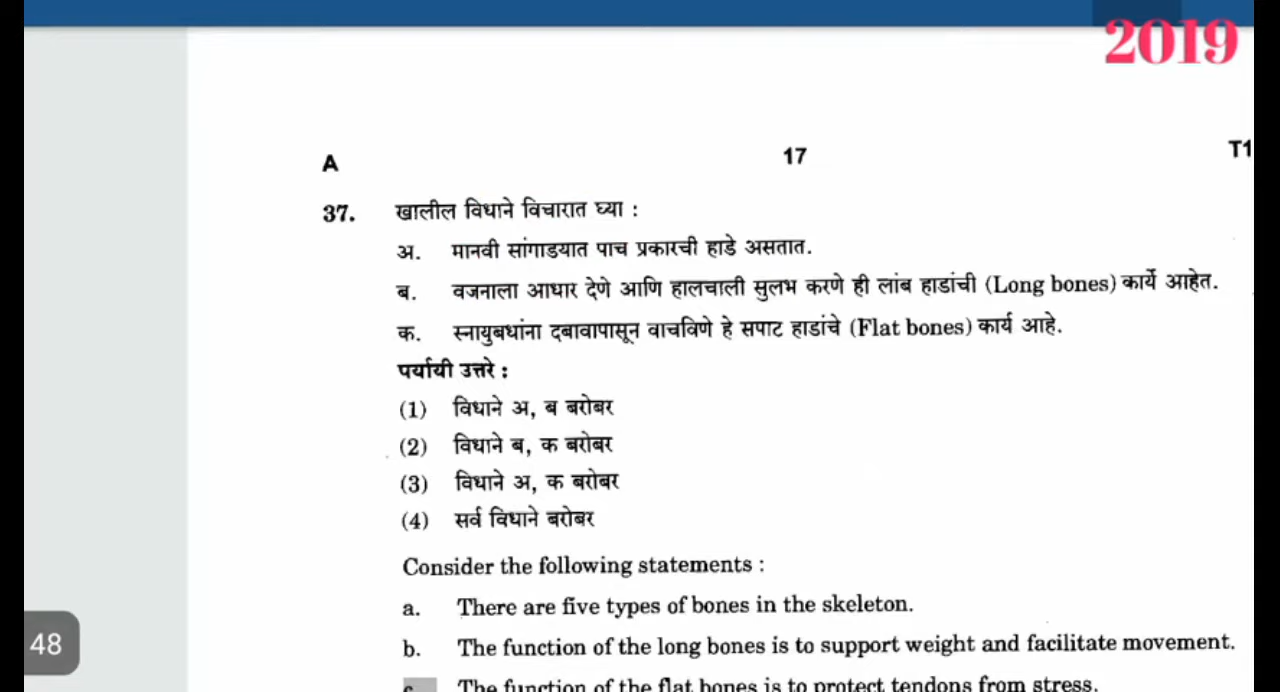 2019
A 17 T1
37. खालील विधाने विचारात घ्या :
अ. मानवी सांगाडयात पाच प्रकारची हाडे असतात.
ब. वजनाला आधार देणे आणि हालचाली सुलभ करणे ही लांब हाडांची (Long bones) कार्ये आहेत.
क. स्नायुबधांना दबावापासून वाचविणे हे सपाट हाडांचे (Flat bones) कार्य आहे.
पर्यायी उत्तरे :
(1) विधाने अ, ब बरोबर
(2) विधाने ब, क बरोबर
(3) विधाने अ, क बरोबर
(4) सर्व विधाने बरोबर
Consider the following statements :
a. There are five types of bones in the skeleton.
b. The function of the long bones is to support weight and facilitate movement.
48
c. The function of the flat bones is to protect tendons from stress.